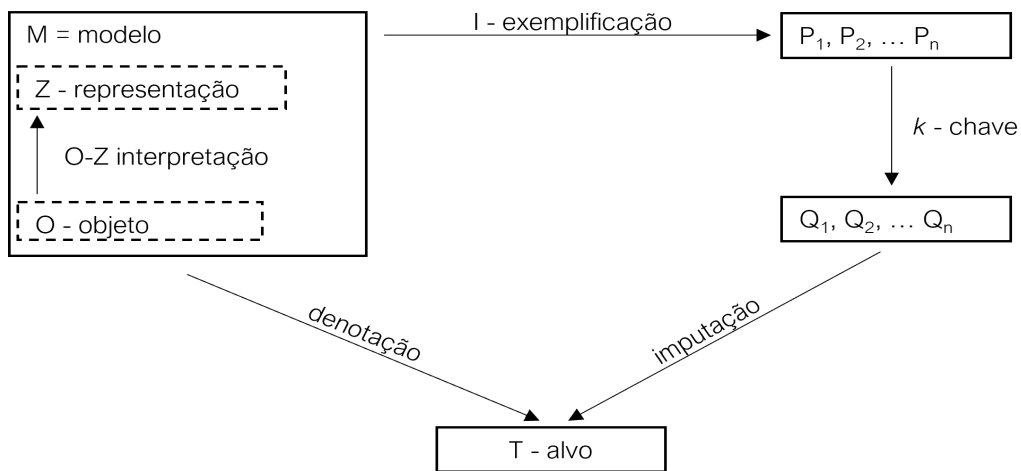 M = modelo
Z - representação
O-Z interpretação
O - objeto
I - exemplificação
P₁, P₂, … Pₙ
k - chave
Q₁, Q₂, … Qₙ
denotação
imputação
T - alvo